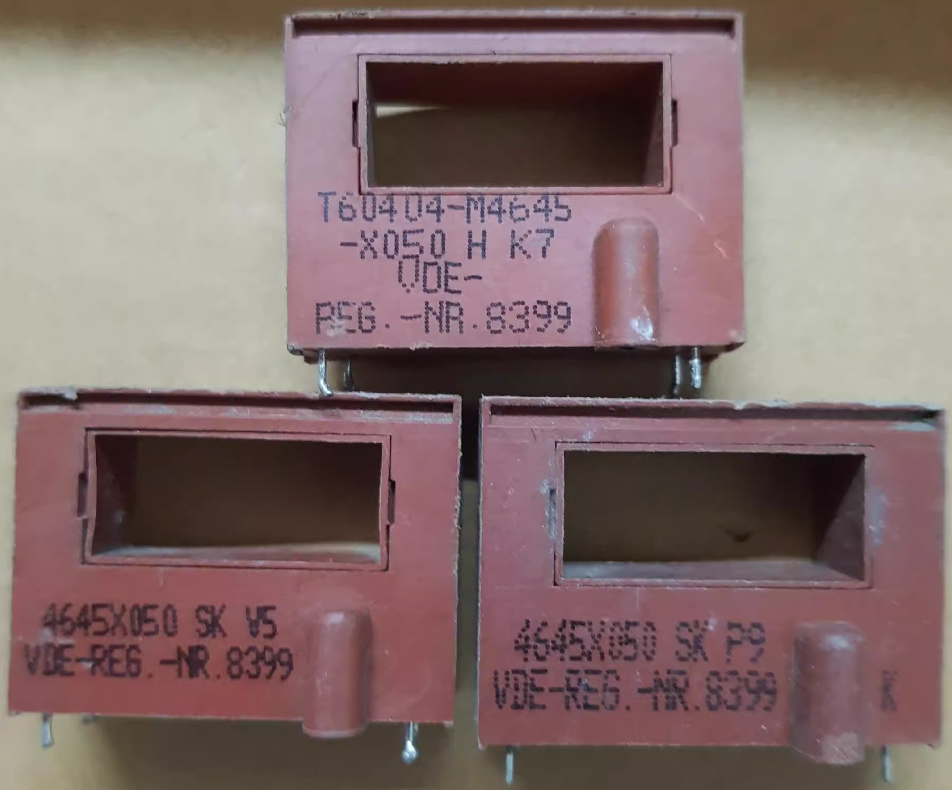 T60404-M4645
-X050 H K7
VDE-
REG.-NR.8399
4645X050 SK V5
VDE-REG.-NR.8399
4645X050 SK P9
VDE-REG.-NR.8399 K